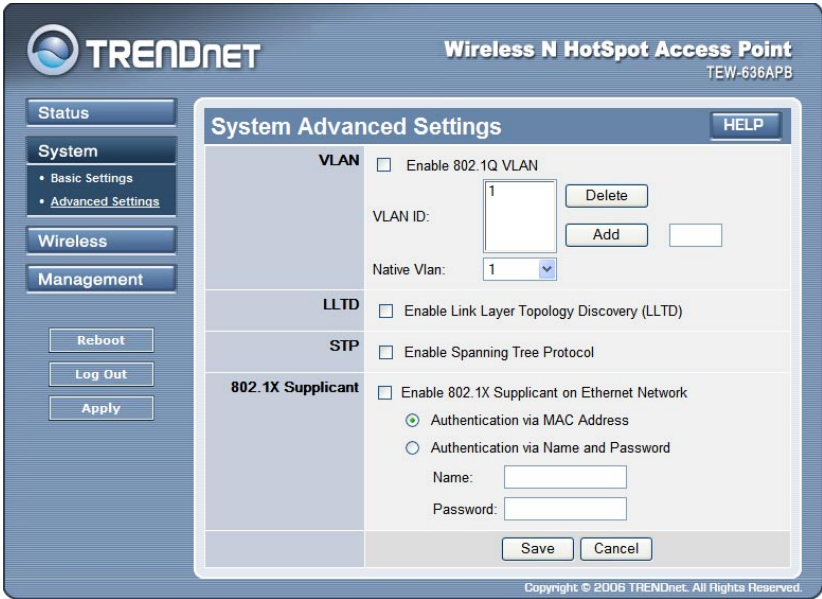 TRENDNET
Wireless N HotSpot Access Point
TEW-636APB
Status
System
• Basic Settings
• Advanced Settings
Wireless
Management
Reboot
Log Out
Apply
System Advanced Settings
HELP
VLAN
Enable 802.1Q VLAN
VLAN ID:
1
Delete
Add
Native Vlan:
1
LLTD
Enable Link Layer Topology Discovery (LLTD)
STP
Enable Spanning Tree Protocol
802.1X Supplicant
Enable 802.1X Supplicant on Ethernet Network
Authentication via MAC Address
Authentication via Name and Password
Name:
Password:
Save
Cancel
Copyright © 2006 TRENDnet. All Rights Reserved.